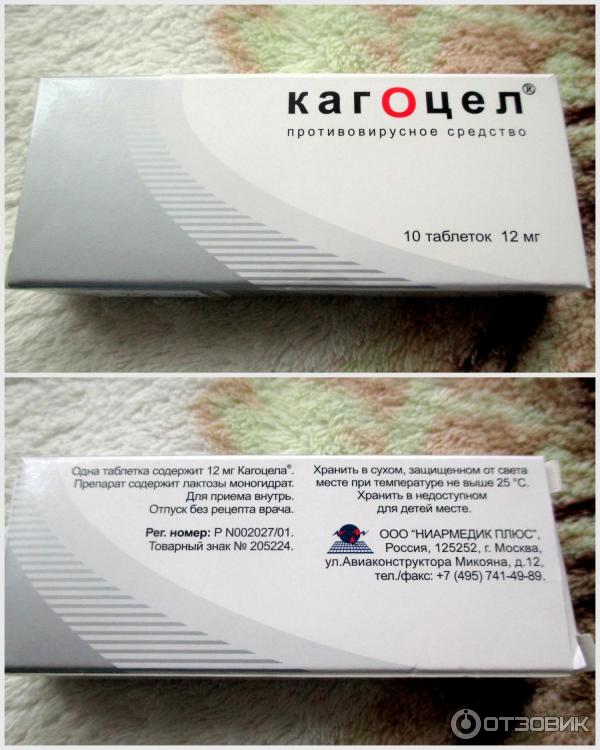 кагоцел®
противовирусное средство
10 таблеток 12 мг
Одна таблетка содержит 12 мг Кагоцела®.
Препарат содержит лактозы моногидрат.
Для приема внутрь.
Отпуск без рецепта врача.
Рег. номер: Р N002027/01.
Товарный знак № 205224.
Хранить в сухом, защищенном от света
месте при температуре не выше 25 °С.
Хранить в недоступном
для детей месте.
ООО "НИАРМЕДИК ПЛЮС",
Россия, 125252, г. Москва,
ул.Авиаконструктора Микояна, д.12,
тел./факс: +7 (495) 741-49-89.
ОТЗОВИК